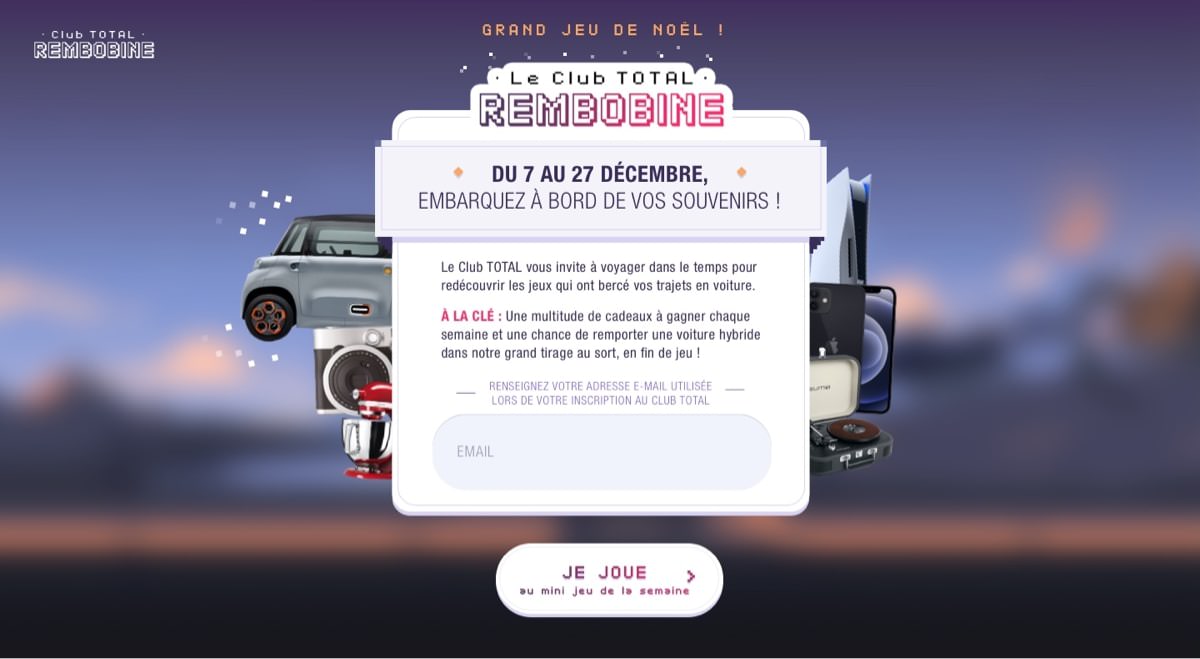 · Club TOTAL ·
REMBOBINE
GRAND JEU DE NOËL !
· Le Club TOTAL ·
REMBOBINE
DU 7 AU 27 DÉCEMBRE,
EMBARQUEZ À BORD DE VOS SOUVENIRS !
Le Club TOTAL vous invite à voyager dans le temps pour
redécouvrir les jeux qui ont bercé vos trajets en voiture.
À LA CLÉ : Une multitude de cadeaux à gagner chaque
semaine et une chance de remporter une voiture hybride
dans notre grand tirage au sort, en fin de jeu !
RENSEIGNEZ VOTRE ADRESSE E-MAIL UTILISÉE
LORS DE VOTRE INSCRIPTION AU CLUB TOTAL
EMAIL
JE JOUE
au mini jeu de la semaine